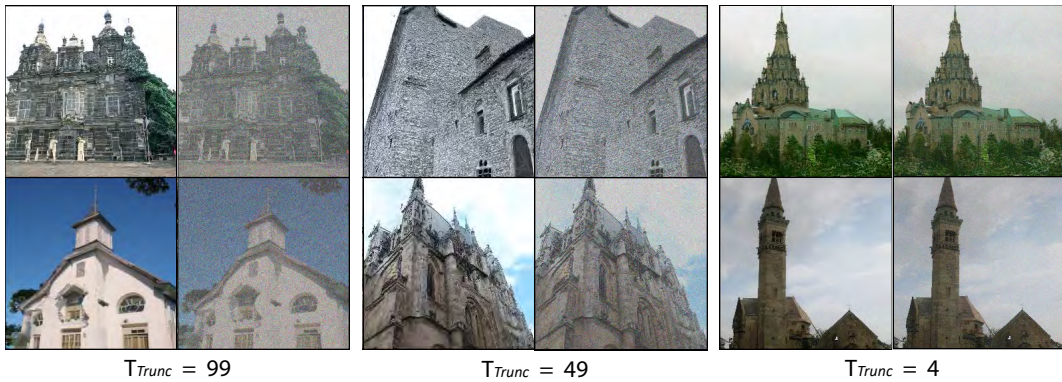 T_Trunc = 99
T_Trunc = 49
T_Trunc = 4